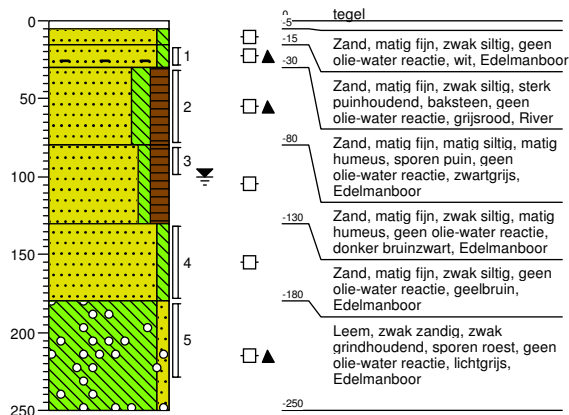 0
50
100
150
200
250
1
2
3
4
5
0
tegel
-5
-15
Zand, matig fijn, zwak siltig, geen
olie-water reactie, wit, Edelmanboor
-30
Zand, matig fijn, zwak siltig, sterk
puinhoudend, baksteen, geen
olie-water reactie, grijsrood, River
-80
Zand, matig fijn, matig siltig, matig
humeus, sporen puin, geen
olie-water reactie, zwartgrijs,
Edelmanboor
-130
Zand, matig fijn, zwak siltig, matig
humeus, geen olie-water reactie,
donker bruinzwart, Edelmanboor
Zand, matig fijn, zwak siltig, geen
olie-water reactie, geelbruin,
Edelmanboor
-180
Leem, zwak zandig, zwak
grindhoudend, sporen roest, geen
olie-water reactie, lichtgrijs,
Edelmanboor
-250